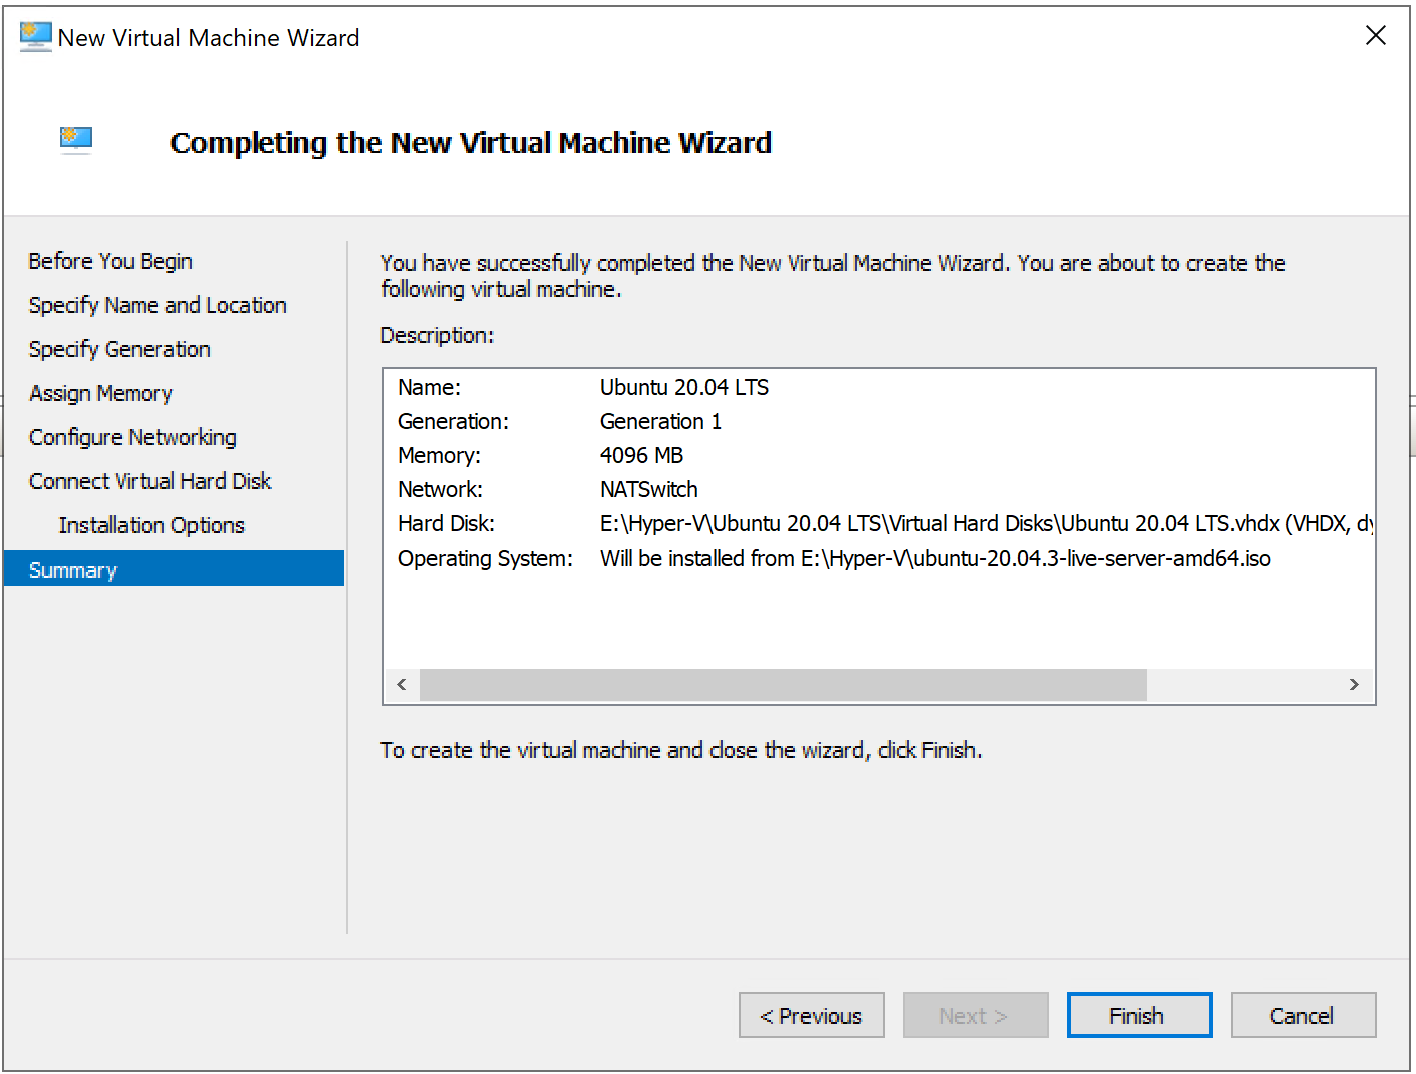 New Virtual Machine Wizard
Completing the New Virtual Machine Wizard
Before You Begin
Specify Name and Location
Specify Generation
Assign Memory
Configure Networking
Connect Virtual Hard Disk
Installation Options
Summary
You have successfully completed the New Virtual Machine Wizard. You are about to create the
following virtual machine.
Description:
Name: Ubuntu 20.04 LTS
Generation: Generation 1
Memory: 4096 MB
Network: NATSwitch
Hard Disk: E:\Hyper-V\Ubuntu 20.04 LTS\Virtual Hard Disks\Ubuntu 20.04 LTS.vhdx (VHDX,
Operating System: Will be installed from E:\Hyper-V\ubuntu-20.04.3-live-server-amd64.iso
To create the virtual machine and close the wizard, click Finish.
< Previous
Next >
Finish
Cancel